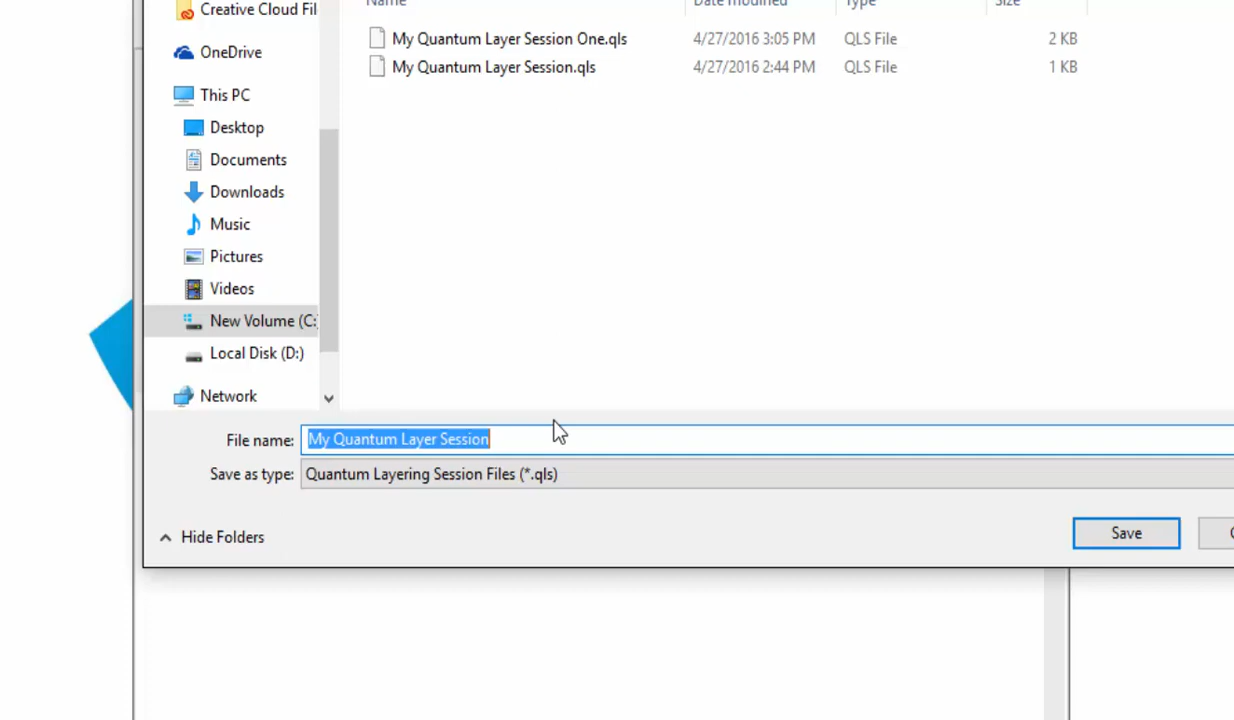 Creative Cloud Fil
Name Date modified Type Size
My Quantum Layer Session One.qls 4/27/2016 3:05 PM QLS File 2 KB
OneDrive
My Quantum Layer Session.qls 4/27/2016 2:44 PM QLS File 1 KB
This PC
Desktop
Documents
Downloads
Music
Pictures
Videos
New Volume (C:
Local Disk (D:)
Network
File name: My Quantum Layer Session
Save as type: Quantum Layering Session Files (*.qls)
Save
Hide Folders